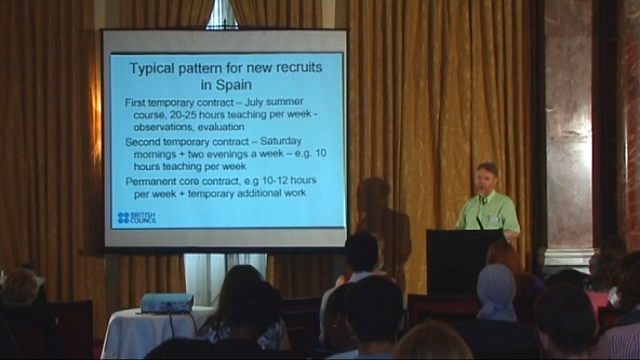 Typical pattern for new recruits
in Spain
First temporary contract – July summer
course, 20-25 hours teaching per week -
observations, evaluation
Second temporary contract – Saturday
mornings + two evenings a week – e.g. 10
hours teaching per week
Permanent core contract, e.g 10-12 hours
per week + temporary additional work
BRITISH
COUNCIL